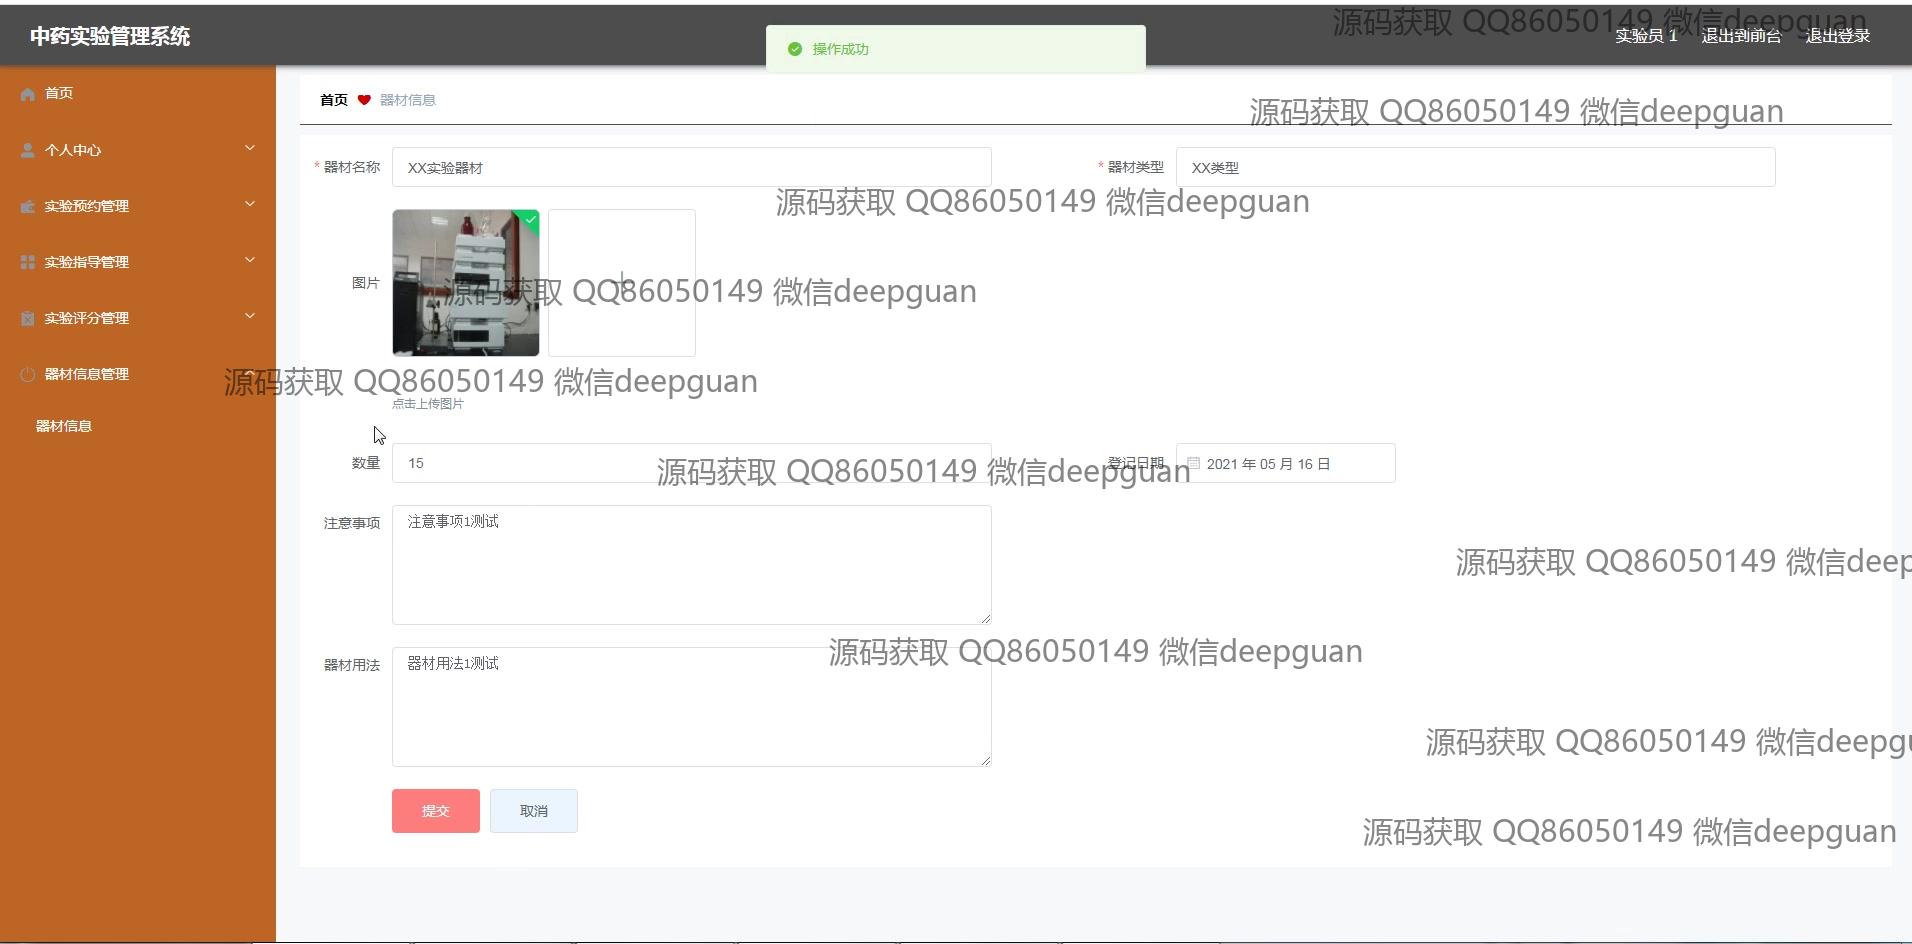 中药实验管理系统
操作成功
源码获取 QQ86050149 微信deepguan
实验员 1 退出到前台 退出登录
首页
首页 器材信息
源码获取 QQ86050149 微信deepguan
个人中心
* 器材名称 XX实验器材 * 器材类型 XX类型
实验预约管理
源码获取 QQ86050149 微信deepguan
实验指导管理
图片
源码获取 QQ86050149 微信deepguan
实验评分管理
器材信息管理
源码获取 QQ86050149 微信deepguan
点击上传图片
器材信息
数量 15 登记日期 2021 年 05 月 16 日
源码获取 QQ86050149 微信deepguan
注意事项 注意事项1测试
源码获取 QQ86050149 微信deep
器材用法 器材用法1测试
源码获取 QQ86050149 微信deepguan
源码获取 QQ86050149 微信deepgu
提交 取消
源码获取 QQ86050149 微信deepguan